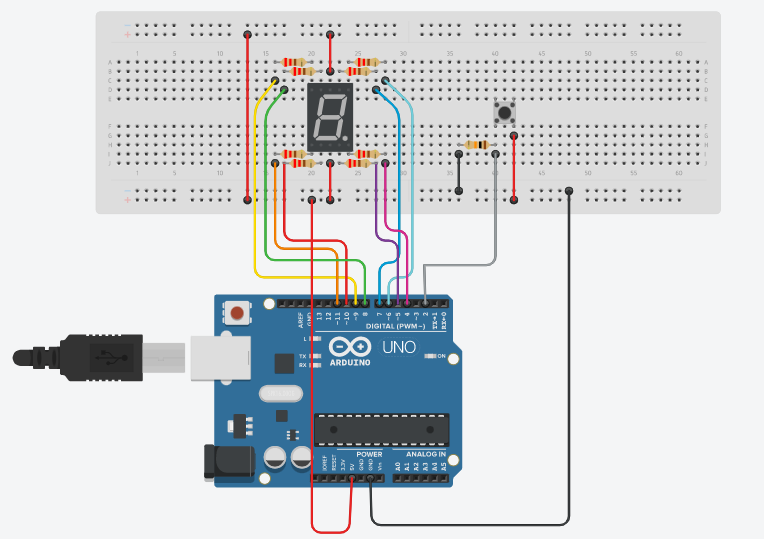 - -
+ +
1 5 10 15 20 25 30 35 40 45 50 55 60
A A
B B
C C
D D
E E
F F
G G
H H
I I
J J
1 5 10 15 20 25 30 35 40 45 50 55 60
- -
+ +
AREF
GND
13
12
~11
~10
~9
8
7
~6
~5
4
~3
2
TX→1
RX←0
DIGITAL (PWM~)
L
TX
RX
ARDUINO
UNO
ON
POWER
ANALOG IN
IOREF
RESET
3.3V
5V
GND
GND
Vin
A0
A1
A2
A3
A4
A5